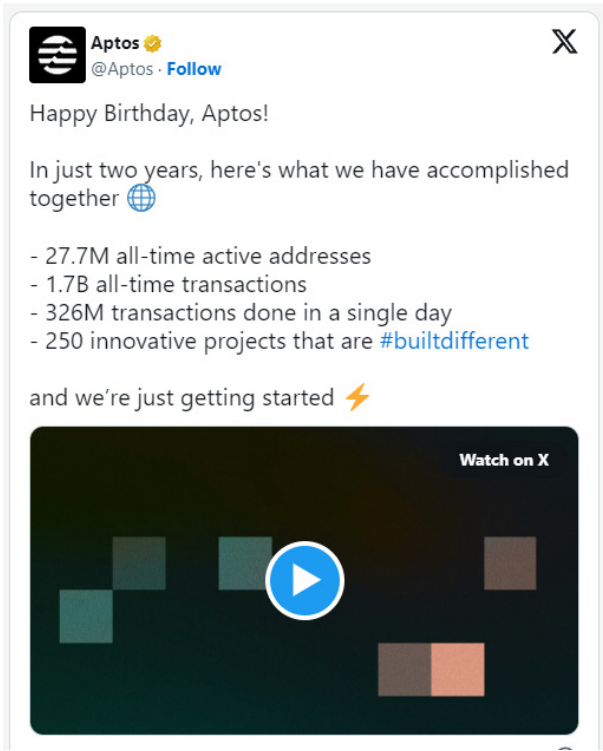 Aptos
@Aptos · Follow
Happy Birthday, Aptos!
In just two years, here's what we have accomplished
together 🌐
- 27.7M all-time active addresses
- 1.7B all-time transactions
- 326M transactions done in a single day
- 250 innovative projects that are #builtdifferent
and we’re just getting started ⚡
Watch on X